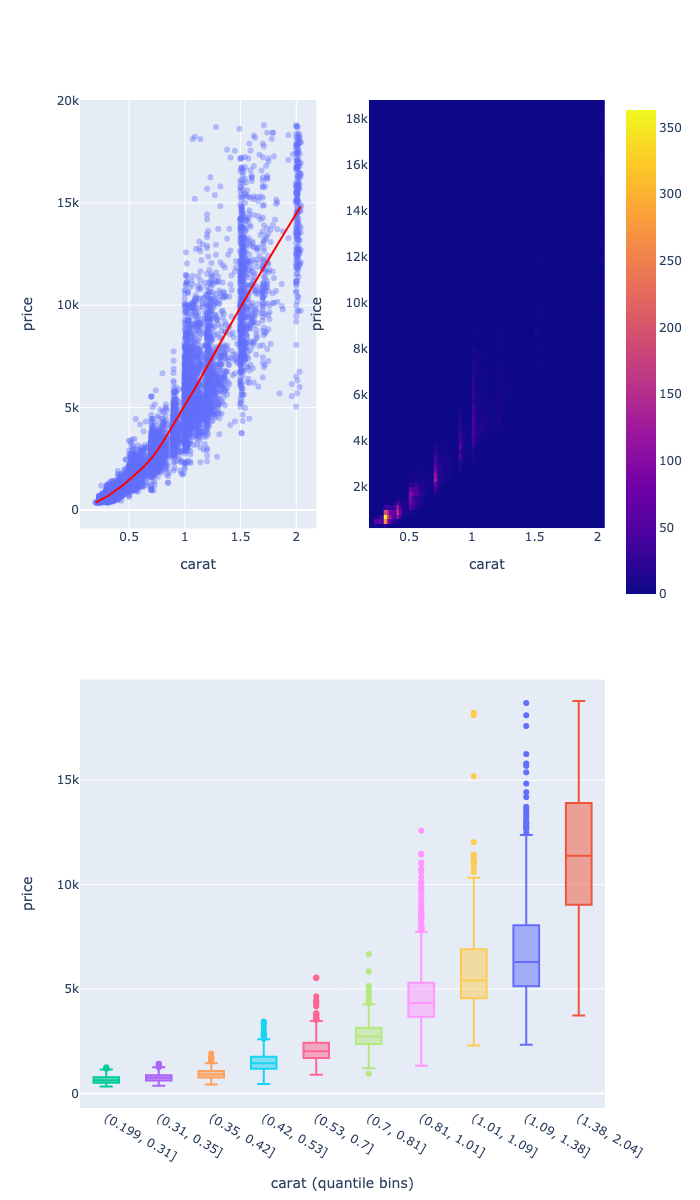 20k
15k
10k
5k
0
price
0.5
1
1.5
2
carat
18k
16k
14k
12k
10k
8k
6k
4k
2k
price
0.5
1
1.5
2
carat
350
300
250
200
150
100
50
0
15k
10k
5k
0
price
(0.199, 0.31]
(0.31, 0.35]
(0.35, 0.42]
(0.42, 0.53]
(0.53, 0.7]
(0.7, 0.81]
(0.81, 1.01]
(1.01, 1.09]
(1.09, 1.38]
(1.38, 2.04]
carat (quantile bins)